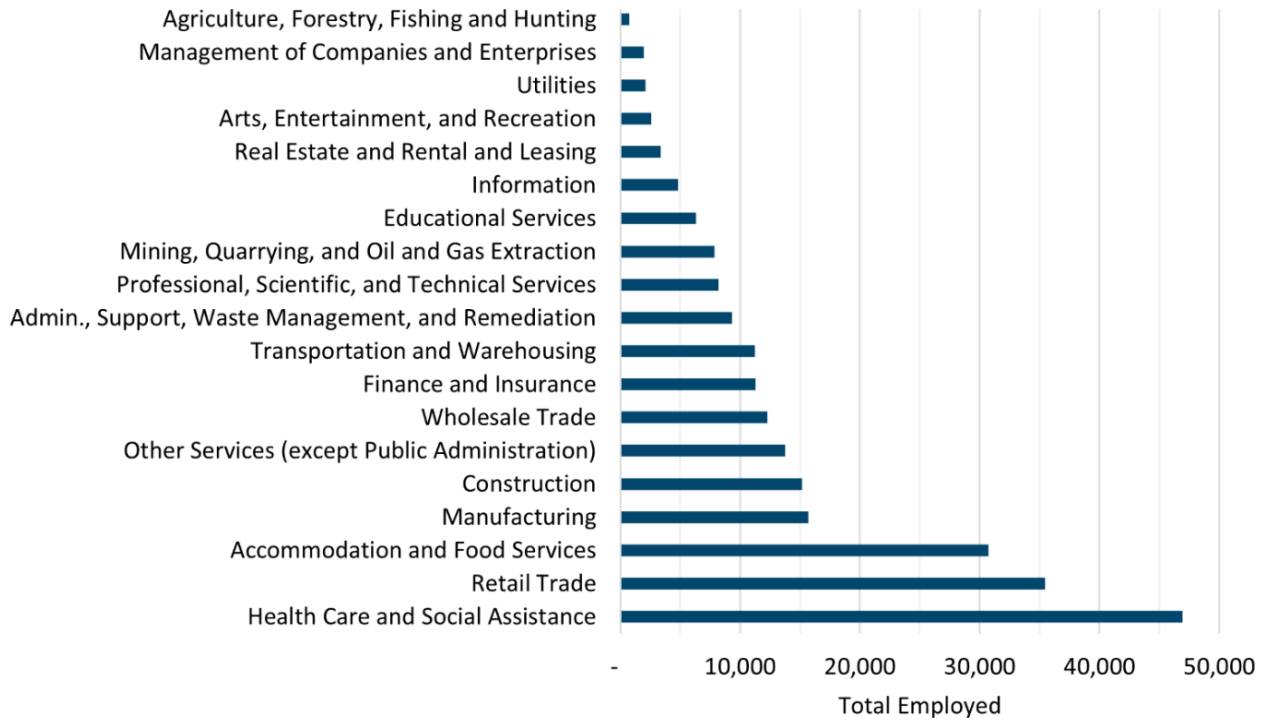 Agriculture, Forestry, Fishing and Hunting
Management of Companies and Enterprises
Utilities
Arts, Entertainment, and Recreation
Real Estate and Rental and Leasing
Information
Educational Services
Mining, Quarrying, and Oil and Gas Extraction
Professional, Scientific, and Technical Services
Admin., Support, Waste Management, and Remediation
Transportation and Warehousing
Finance and Insurance
Wholesale Trade
Other Services (except Public Administration)
Construction
Manufacturing
Accommodation and Food Services
Retail Trade
Health Care and Social Assistance
- 10,000 20,000 30,000 40,000 50,000
Total Employed